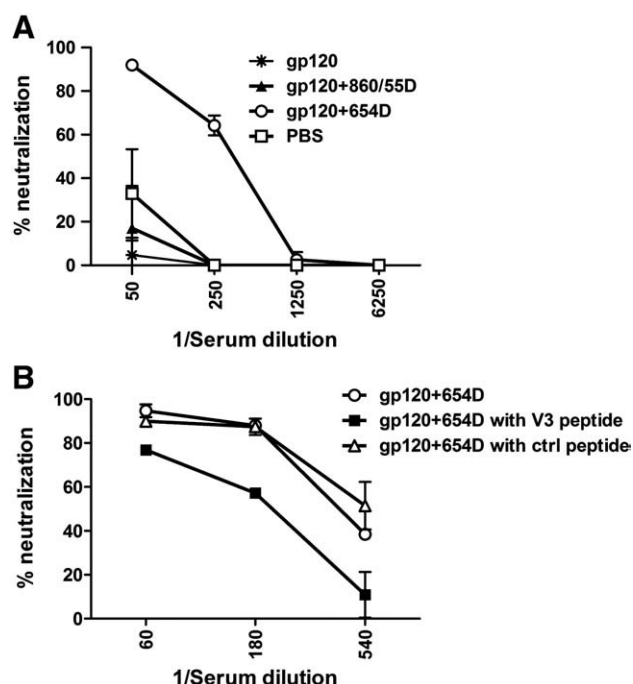 A
100
80
60
40
20
0
% neutralization
gp120
gp120+860/55D
gp120+654D
PBS
50
250
1250
6250
1/Serum dilution
B
100
80
60
40
20
0
% neutralization
gp120+654D
gp120+654D with V3 peptide
gp120+654D with ctrl peptide
60
180
540
1/Serum dilution